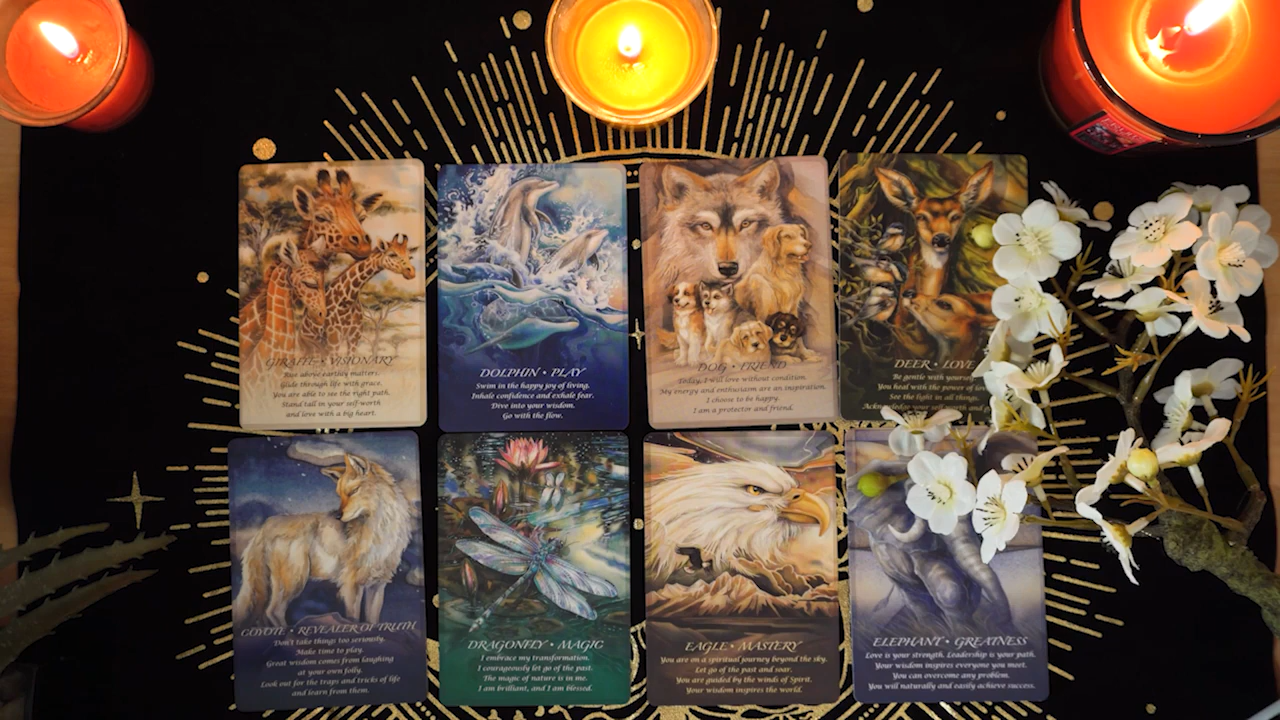 GIRAFFE • VISIONARY
Rise above earthly matters.
Glide through life with grace.
You are able to see the right path.
Stand tall in your self-worth
and love with a big heart.
DOLPHIN • PLAY
Swim in the happy joy of living.
Inhale confidence and exhale fear.
Dive into your wisdom.
Go with the flow.
DOG • FRIEND
Today, I will love without condition.
My energy and enthusiasm are an inspiration.
I choose to be happy.
I am a protector and friend.
DEER • LOVE
Be gentle with yourself.
You heal with the power of
See the light in all things.
COYOTE • REVEALER OF TRUTH
Don't take things too seriously.
Make time to play.
Great wisdom comes from laughing
at your own folly.
Look out for the traps and tricks of life
and learn from them.
DRAGONFLY • MAGIC
I embrace my transformation.
I courageously let go of the past.
The magic of nature is in me.
I am brilliant, and I am blessed.
EAGLE • MASTERY
You are on a spiritual journey beyond the sky.
Let go of the past and soar.
You are guided by the winds of Spirit.
Your wisdom inspires the world.
ELEPHANT • GREATNESS
Love is your strength. Leadership is your path.
Your wisdom inspires everyone you meet.
You can overcome any problem.
You will naturally and easily achieve success.